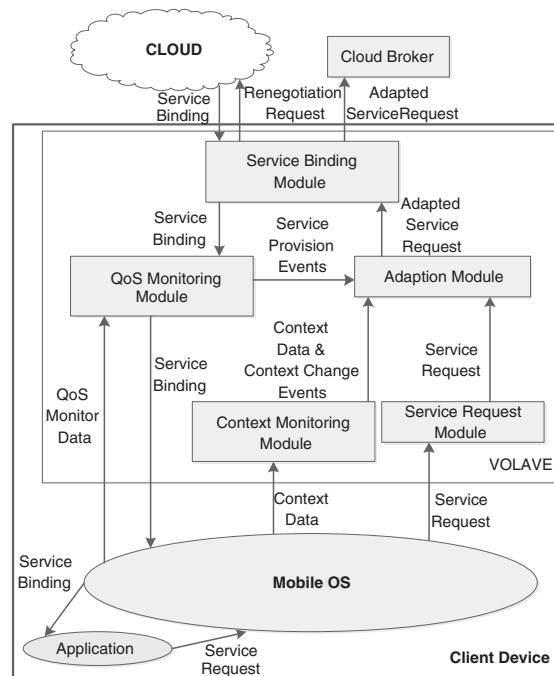 CLOUD
Cloud Broker
Service
Binding
Renegotiation
Request
Adapted
ServiceRequest
Service Binding
Module
Service
Binding
Service
Provision
Events
Adapted
Service
Request
QoS Monitoring
Module
Adaption Module
Context
Data &
Context Change
Events
Service
Request
QoS
Monitor
Data
Service
Binding
Context Monitoring
Module
Service Request
Module
VOLAVE
Context
Data
Service
Request
Service
Binding
Mobile OS
Application
Service
Request
Client Device